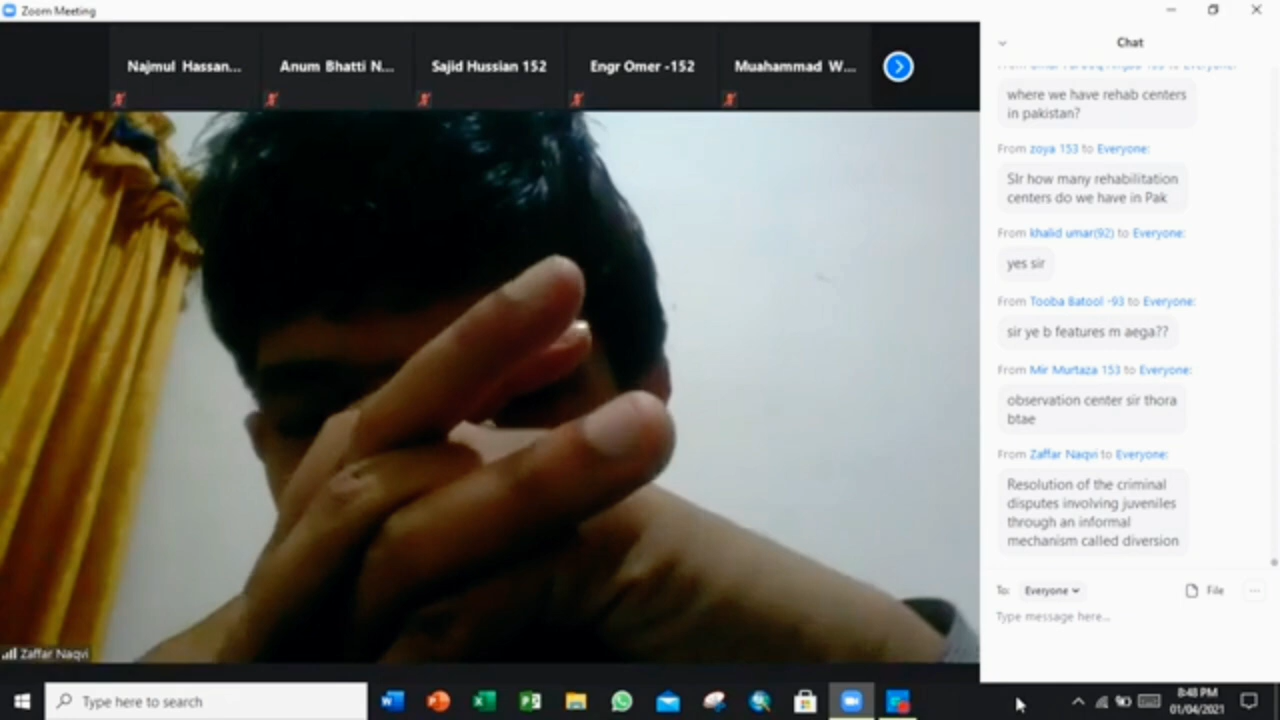 Zoom Meeting
Najmul Hassan...
Anum Bhatti N...
Sajid Hussian 152
Engr Omer -152
Muahammad W...
Zaffar Naqvi
Chat
where we have rehab centers
in pakistan?
From zoya 153 to Everyone:
SIr how many rehabilitation
centers do we have in Pak
From khalid umar(92) to Everyone:
yes sir
From Tooba Batool -93 to Everyone:
sir ye b features m aega??
From Mir Murtaza 153 to Everyone:
observation center sir thora
btae
From Zaffar Naqvi to Everyone:
Resolution of the criminal
disputes involving juveniles
through an informal
mechanism called diversion
To: Everyone
File
Type message here...
Type here to search
8:48 PM
01/04/2021